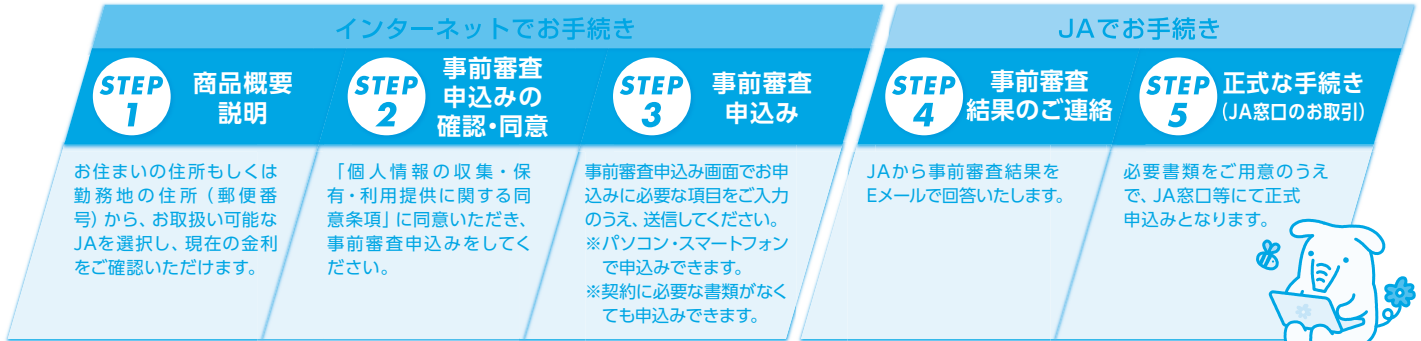 インターネットでお手続き
STEP
1
商品概要
説明
お住まいの住所もしくは
勤務地の住所（郵便番
号）から、お取扱い可能な
JAを選択し、現在の金利
をご確認いただけます。
STEP
2
事前審査
申込みの
確認・同意
「個人情報の収集・保
有・利用提供に関する同
意条項」に同意いただき、
事前審査申込みをしてく
ださい。
STEP
3
事前審査
申込み
事前審査申込み画面でお申
込みに必要な項目をご入力
のうえ、送信してください。
※パソコン・スマートフォン
で申込みできます。
※契約に必要な書類がなく
ても申込みできます。
JAでお手続き
STEP
4
事前審査
結果のご連絡
JAから事前審査結果を
Eメールで回答いたします。
STEP
5
正式な手続き
（JA窓口のお取引）
必要書類をご用意のうえ
で、JA窓口等にて正式
申込みとなります。